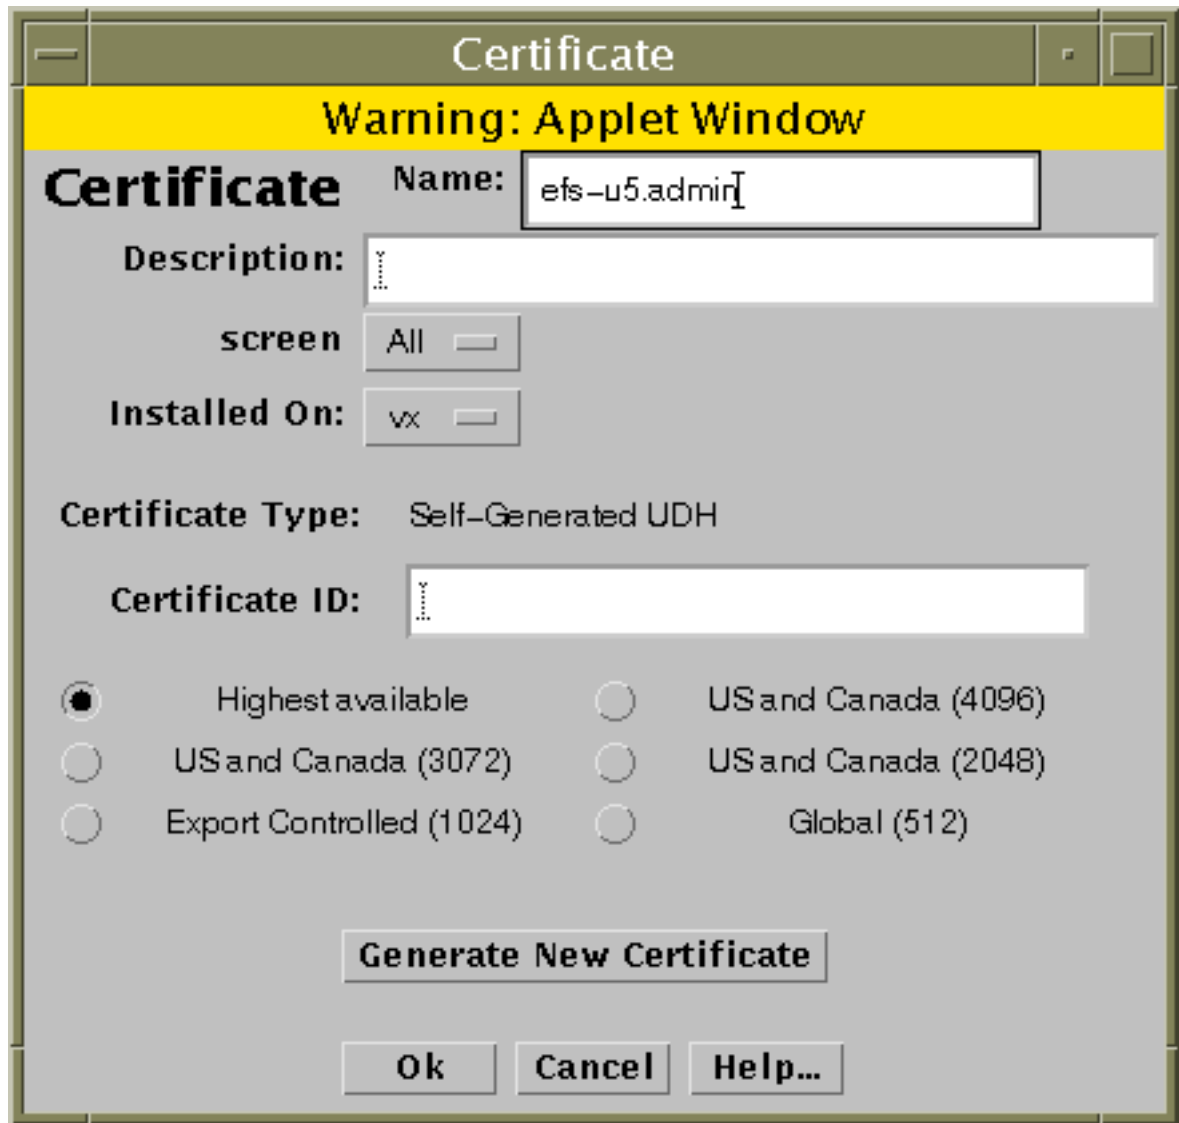 Certificate
Warning: Applet Window
Certificate Name: efs-u5.admin
Description:
screen All
Installed On: vx
Certificate Type: Self-Generated UDH
Certificate ID:
Highest available US and Canada (4096)
US and Canada (3072) US and Canada (2048)
Export Controlled (1024) Global (512)
Generate New Certificate
Ok Cancel Help...